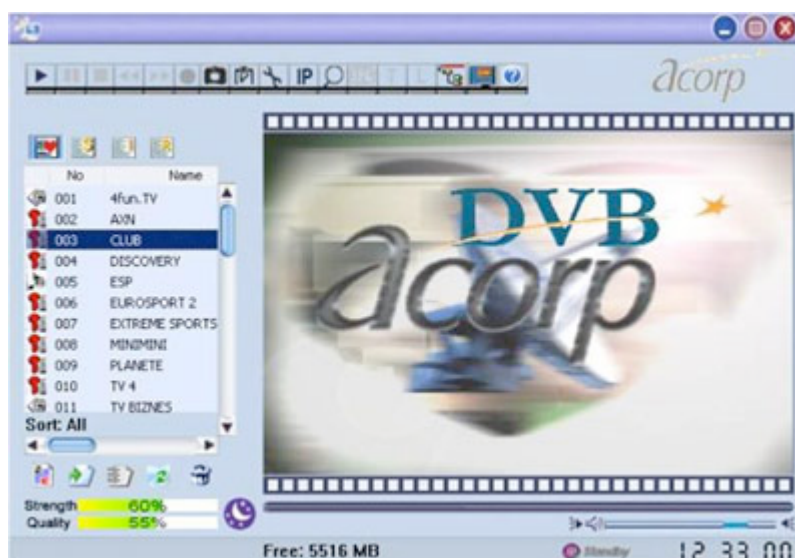 IP
acorp
No Name
001 4fun.TV
002 AXN
003 CLUB
004 DISCOVERY
005 ESP
006 EUROSPORT 2
007 EXTREME SPORTS
008 MINIMINI
009 PLANETE
010 TV 4
011 TV BIZNES
Sort: All
DVB
acorp
Strength 60%
Quality 55%
Free: 5516 MB
Standby
12 33 00